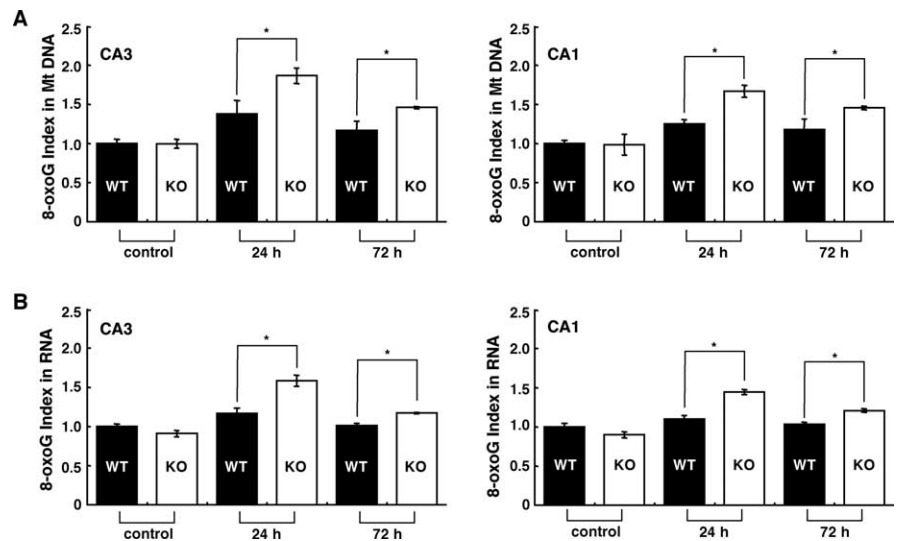 A
CA3
8-oxoG Index in Mt DNA
2.5
2.0
1.5
1.0
0.5
0
*
*
WT KO WT KO WT KO
control 24 h 72 h
CA1
8-oxoG Index in Mt DNA
2.5
2.0
1.5
1.0
0.5
0
*
*
WT KO WT KO WT KO
control 24 h 72 h
B
CA3
8-oxoG Index in RNA
2.5
2.0
1.5
1.0
0.5
0
*
*
WT KO WT KO WT KO
control 24 h 72 h
CA1
8-oxoG Index in RNA
2.5
2.0
1.5
1.0
0.5
0
*
*
WT KO WT KO WT KO
control 24 h 72 h